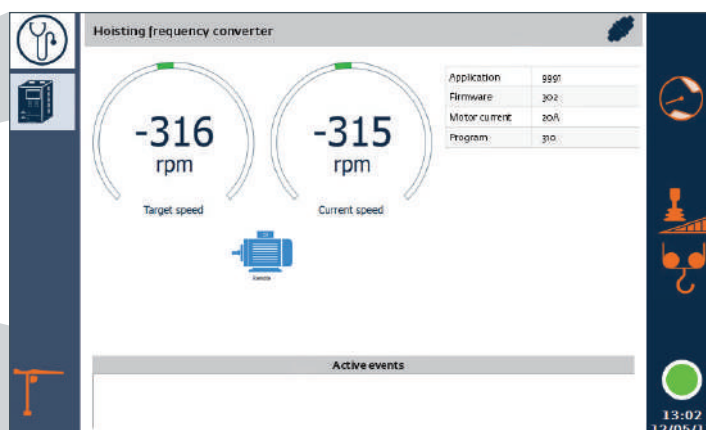 Hoisting frequency converter
-316
rpm
Target speed
-315
rpm
Current speed
Application 9991
Firmware 302
Motor current 20A
Program 310
Active events
13:02